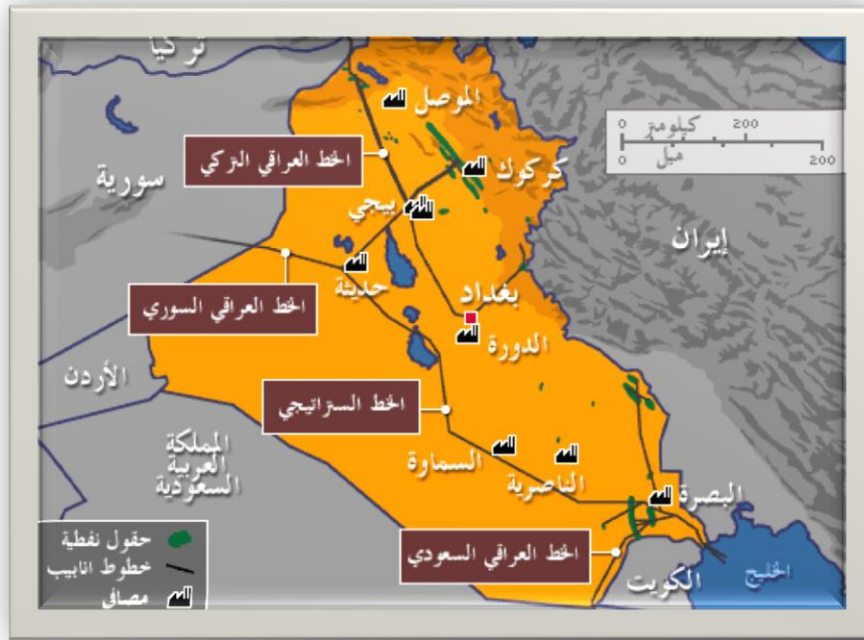 تركيا
الموصل
كيلومتر
0 200
0 200
ميل
الخط العراقي التركي
كركوك
سورية
بيجي
إيران
حديثة
بغداد
الخط العراقي السوري
الدورة
الأردن
الخط الستراتيجي
المملكة
العربية
السعودية
السماوة
الناصرية
البصرة
حقول نفطية
خطوط انابيب
مصافي
الخط العراقي السعودي
الكويت
الخليج